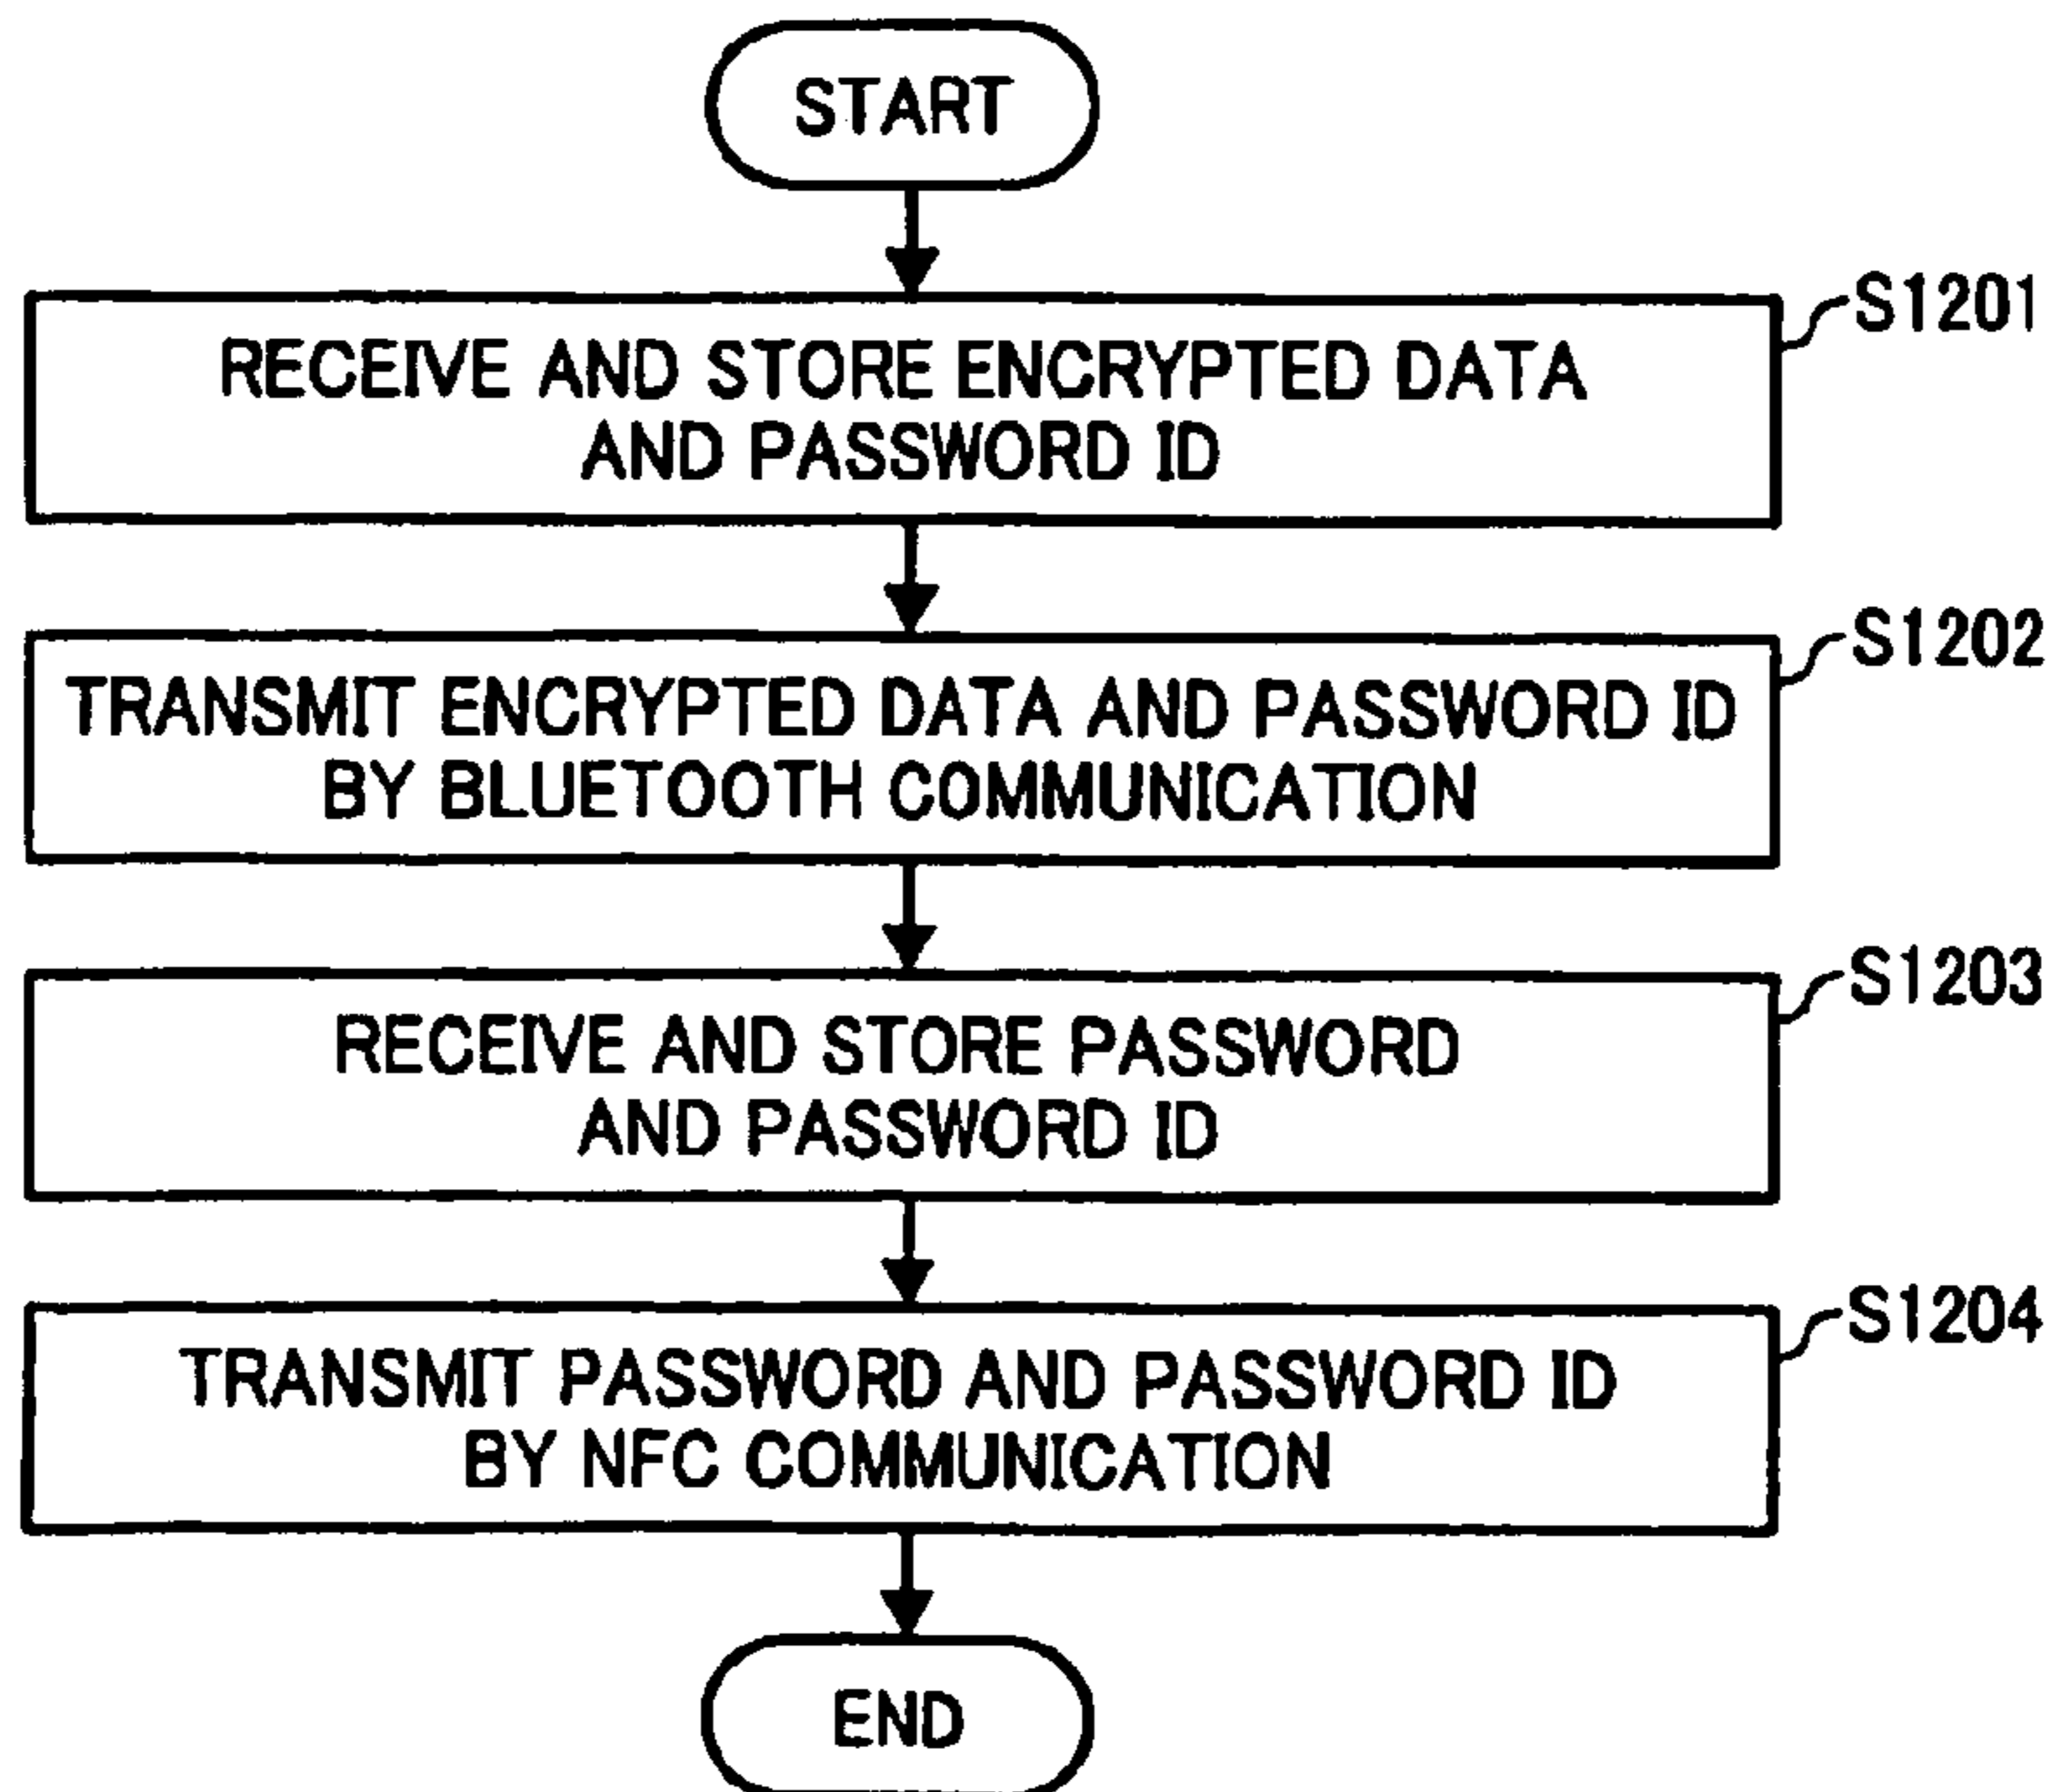 START
S1201
RECEIVE AND STORE ENCRYPTED DATA
AND PASSWORD ID
S1202
TRANSMIT ENCRYPTED DATA AND PASSWORD ID
BY BLUETOOTH COMMUNICATION
S1203
RECEIVE AND STORE PASSWORD
AND PASSWORD ID
S1204
TRANSMIT PASSWORD AND PASSWORD ID
BY NFC COMMUNICATION
END